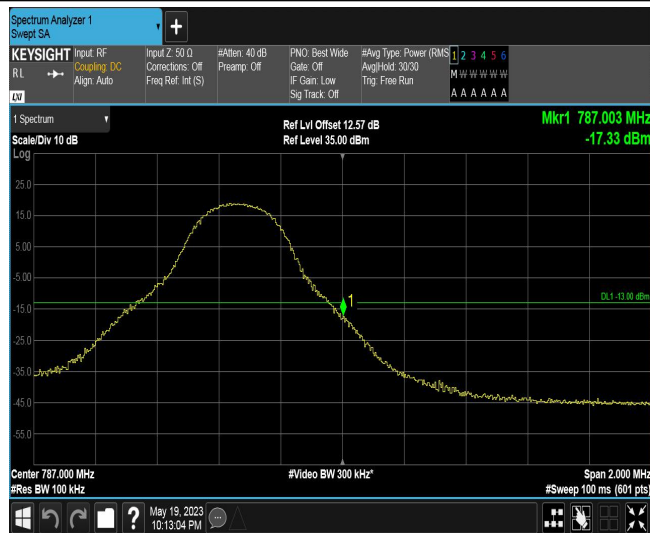 Spectrum Analyzer 1
Swept SA
+
KEYSIGHT
RL
LXI
Input: RF
Coupling: DC
Align: Auto
Input Z: 50 Ω
Corrections: Off
Freq Ref: Int (S)
#Atten: 40 dB
Preamp: Off
PNO: Best Wide
Gate: Off
IF Gain: Low
Sig Track: Off
#Avg Type: Power (RMS
Avg|Hold: 30/30
Trig: Free Run
1 2 3 4 5 6
M W W W W W
A A A A A A
1 Spectrum
Scale/Div 10 dB
Log
Ref Lvl Offset 12.57 dB
Ref Level 35.00 dBm
Mkr1 787.003 MHz
-17.33 dBm
25.0
15.0
5.00
-5.00
-15.0
-25.0
-35.0
-45.0
-55.0
1
DL1 -13.00 dBm
Center 787.000 MHz
#Res BW 100 kHz
#Video BW 300 kHz*
Span 2.000 MHz
#Sweep 100 ms (601 pts)
?
May 19, 2023
10:13:04 PM